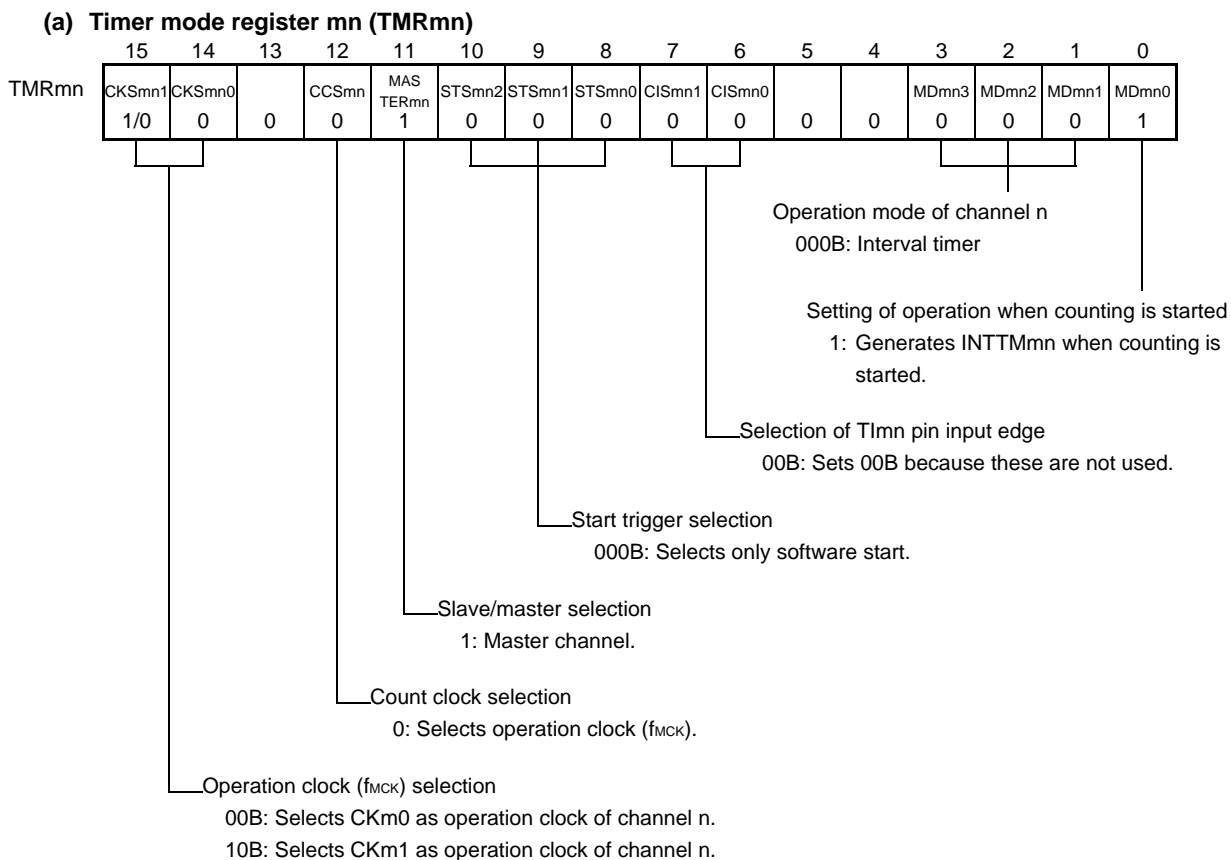 (a) Timer mode register mn (TMRmn)
15 14 13 12 11 10 9 8 7 6 5 4 3 2 1 0
TMRmn CKSmn1 CKSmn0 CCSmn MAS TERmn STSmn2 STSmn1 STSmn0 CISmn1 CISmn0 MDmn3 MDmn2 MDmn1 MDmn0
1/0 0 0 0 1 0 0 0 0 0 0 0 0 0 0 1
Operation mode of channel n
000B: Interval timer
Setting of operation when counting is started
1: Generates INTTMmn when counting is
started.
Selection of TImn pin input edge
00B: Sets 00B because these are not used.
Start trigger selection
000B: Selects only software start.
Slave/master selection
1: Master channel.
Count clock selection
0: Selects operation clock (fMCK).
Operation clock (fMCK) selection
00B: Selects CKm0 as operation clock of channel n.
10B: Selects CKm1 as operation clock of channel n.